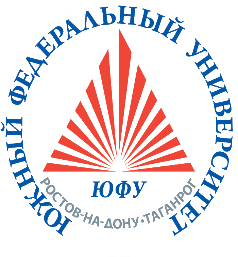 ЮЖНЫЙ ФЕДЕРАЛЬНЫЙ УНИВЕРСИТЕТ
ЮФУ
РОСТОВ-НА-ДОНУ·ТАГАНРОГ